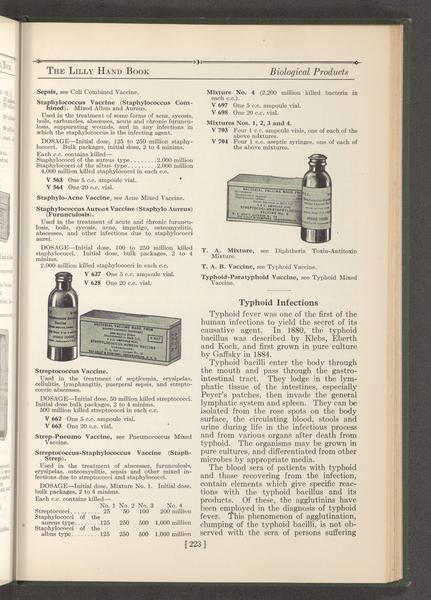 THE LILLY HAND BOOK
Biological Products
Sepsis, see Coli Combined Vaccine.
Staphylococcus Vaccine (Staphylococcus Com-
bined). Mixed Albus and Aureus.
Used in the treatment of some forms of acne, sycosis,
boils, carbuncles, abscesses, acute and chronic furuncu-
losis, suppurating wounds, and in any infections in
which the staphylococcus is the infecting agent.
DOSAGE—Initial dose, 125 to 250 million staphy-
lococci. Bulk packages, initial dose, 2 to 4 minims.
Each c.c. contains killed—
Staphylococci of the aureus type........2,000 million
Staphylococci of the albus type.........2,000 million
4,000 million killed staphylococci in each c.c.
V 563 One 5 c.c. ampoule vial.
V 564 One 20 c.c. vial.
Staphylo-Acne Vaccine, see Acne Mixed Vaccine.
Staphylococcus Aureus Vaccine (Staphylo Aureus)
(Furunculosis).
Used in the treatment of acute and chronic furuncu-
losis, boils, sycosis, acne, impetigo, osteomyelitis,
abscesses, and other infections due to staphylococci
aurei.
DOSAGE—Initial dose, 100 to 250 million killed
staphylococci. Initial dose, bulk packages, 2 to 4
minims.
2,000 million killed staphylococci in each c.c.
V 627 One 5 c.c. ampoule vial.
V 628 One 20 c.c. vial.
BACTERIAL VACCINE MADE FROM
Streptococcus Vaccine.
Used in the treatment of septicemia, erysipelas,
cellulitis, lymphangitis, puerperal sepsis, and strepto-
coccic abscesses.
DOSAGE—Initial dose, 50 million killed streptococci.
Initial dose bulk packages, 2 to 4 minims.
500 million killed streptococci in each c.c.
V 662 One 5 c.c. ampoule vial.
V 663 One 20 c.c. vial.
Strep-Pneumo Vaccine, see Pneumococcus Mixed
Vaccine.
Streptococcus-Staphylococcus Vaccine (Staph-
Strep).
Used in the treatment of abscesses, furunculosis,
erysipelas, osteomyelitis, sepsis and other mixed in-
fections due to streptococci and staphylococci.
DOSAGE—Initial dose, Mixture No. 1. Initial dose,
bulk packages, 2 to 4 minims.
Each c.c. contains killed—
No. 1 No. 2 No. 3 No. 4
Streptococci......... 25 50 100 200 million
Staphylococci of the
aureus type.... 125 250 500 1,000 million
Staphylococci of the
albus type......... 125 250 500 1,000 million
Mixture No. 4 (2,200 million killed bacteria in
each c.c.).
V 697 One 5 c.c. ampoule vial.
V 698 One 20 c.c. vial.
Mixtures Nos. 1, 2, 3 and 4.
V 703 Four 1 c.c. ampoule vials, one of each of the
above mixtures.
V 704 Four 1 c.c. aseptic syringes, one of each of
the above mixtures.
BACTERIAL VACCINE MADE FROM
T. A. Mixture, see Diphtheria Toxin-Antitoxin
Mixture.
T. A. B. Vaccine, see Typhoid Vaccine.
Typhoid-Paratyphoid Vaccine, see Typhoid Mixed
Vaccine.
Typhoid Infections
Typhoid fever was one of the first of the
human infections to yield the secret of its
causative agent. In 1880, the typhoid
bacillus was described by Klebs, Eberth
and Koch, and first grown in pure culture
by Gaffsky in 1884.
Typhoid bacilli enter the body through
the mouth and pass through the gastro-
intestinal tract. They lodge in the lym-
phatic tissue of the intestines, especially
Peyer's patches, then invade the general
lymphatic system and spleen. They can be
isolated from the rose spots on the body
surface, the circulating blood, stools and
urine during life in the infectious process
and from various organs after death from
typhoid. The organisms may be grown in
pure cultures, and differentiated from other
microbes by appropriate media.
The blood sera of patients with typhoid
and those recovering from the infection,
contain elements which give specific reac-
tions with the typhoid bacillus and its
products. Of these, the agglutinins have
been employed in the diagnosis of typhoid
fever. This phenomenon of agglutination,
clumping of the typhoid bacilli, is not ob-
served with the sera of persons suffering
[ 223 ]